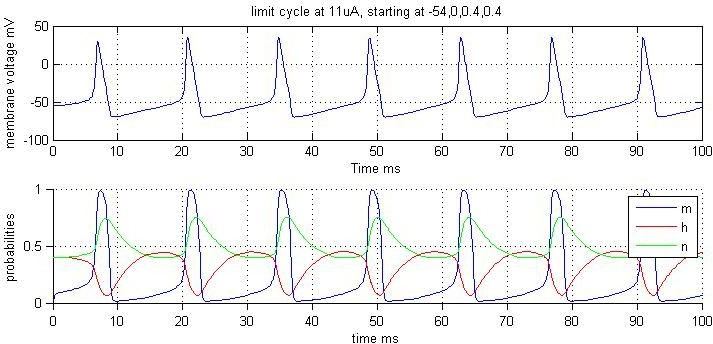 limit cycle at 11uA, starting at -54,0,0.4,0.4
membrane voltage mV
50
0
-50
-100
0 10 20 30 40 50 60 70 80 90 100
Time ms
probabilities
1
0.5
0
m
h
n
0 10 20 30 40 50 60 70 80 90 100
time ms